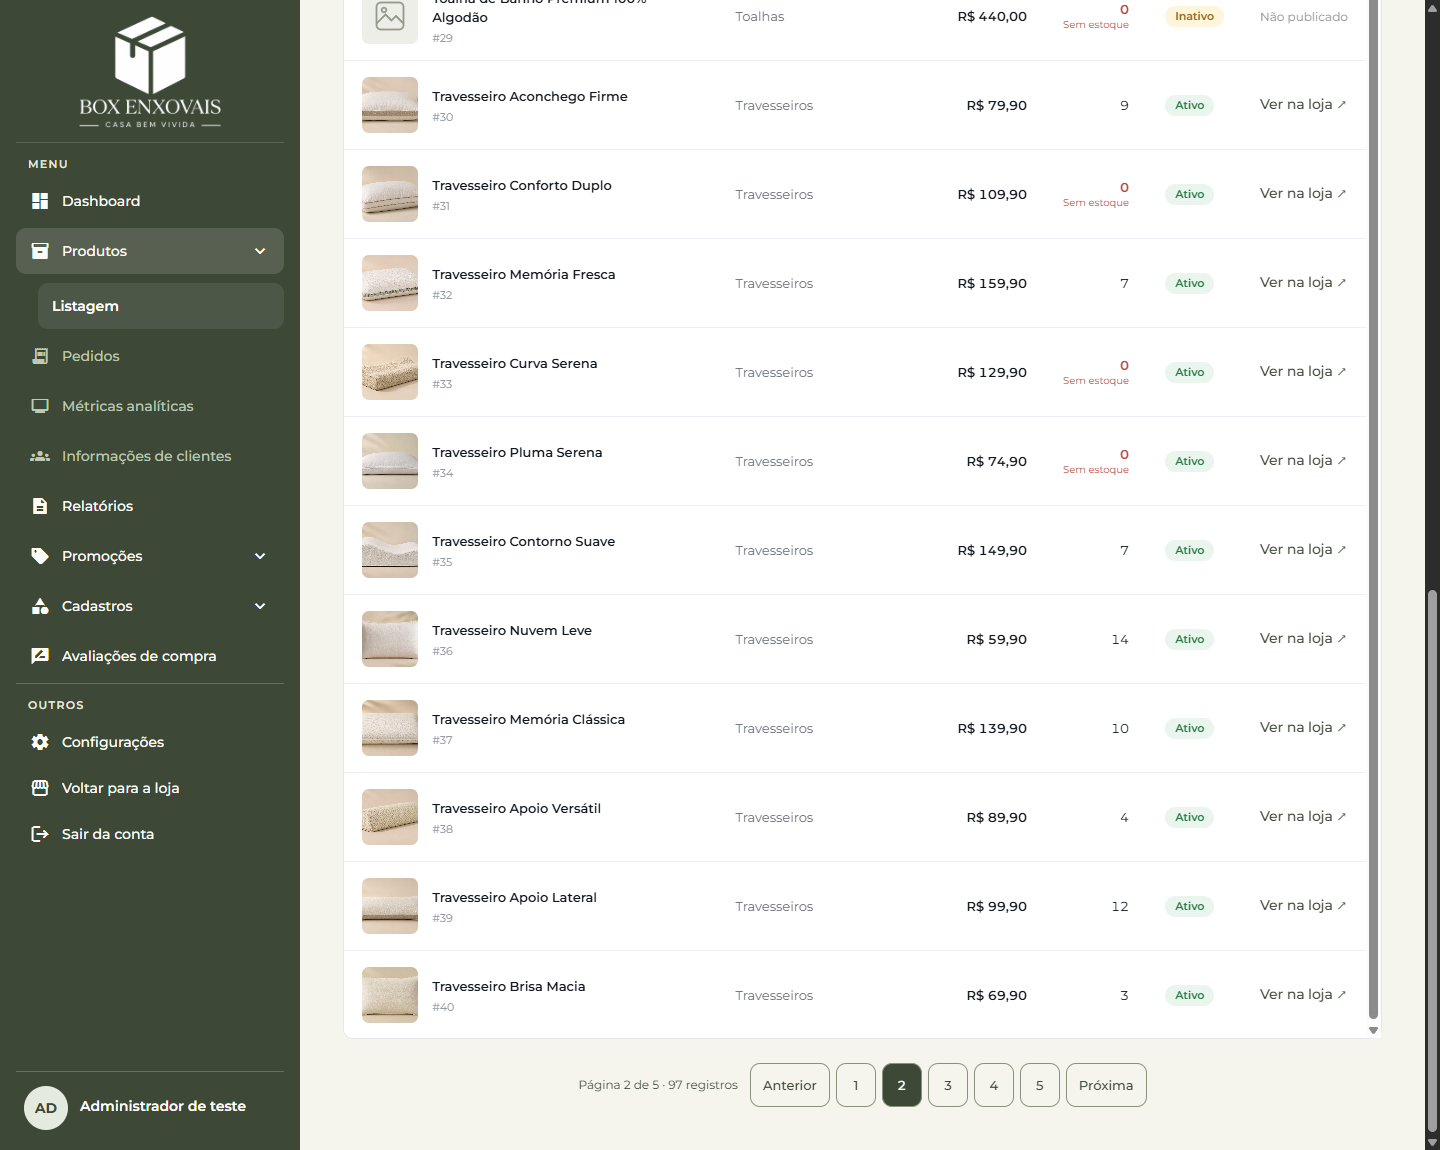 BOX ENXOVAIS
CASA BEM VIVIDA
MENU
Dashboard
Produtos
Listagem
Pedidos
Métricas analíticas
Informações de clientes
Relatórios
Promoções
Cadastros
Avaliações de compra
OUTROS
Configurações
Voltar para a loja
Sair da conta
AD Administrador de teste
Toalha de Banho Premium 100%
Algodão
#29
Toalhas
R$ 440,00
0
Sem estoque
Inativo
Não publicado
Travesseiro Aconchego Firme
#30
Travesseiros
R$ 79,90
9
Ativo
Ver na loja ↗
Travesseiro Conforto Duplo
#31
Travesseiros
R$ 109,90
0
Sem estoque
Ativo
Ver na loja ↗
Travesseiro Memória Fresca
#32
Travesseiros
R$ 159,90
7
Ativo
Ver na loja ↗
Travesseiro Curva Serena
#33
Travesseiros
R$ 129,90
0
Sem estoque
Ativo
Ver na loja ↗
Travesseiro Pluma Serena
#34
Travesseiros
R$ 74,90
0
Sem estoque
Ativo
Ver na loja ↗
Travesseiro Contorno Suave
#35
Travesseiros
R$ 149,90
7
Ativo
Ver na loja ↗
Travesseiro Nuvem Leve
#36
Travesseiros
R$ 59,90
14
Ativo
Ver na loja ↗
Travesseiro Memória Clássica
#37
Travesseiros
R$ 139,90
10
Ativo
Ver na loja ↗
Travesseiro Apoio Versátil
#38
Travesseiros
R$ 89,90
4
Ativo
Ver na loja ↗
Travesseiro Apoio Lateral
#39
Travesseiros
R$ 99,90
12
Ativo
Ver na loja ↗
Travesseiro Brisa Macia
#40
Travesseiros
R$ 69,90
3
Ativo
Ver na loja ↗
Página 2 de 5 · 97 registros Anterior 1 2 3 4 5 Próxima